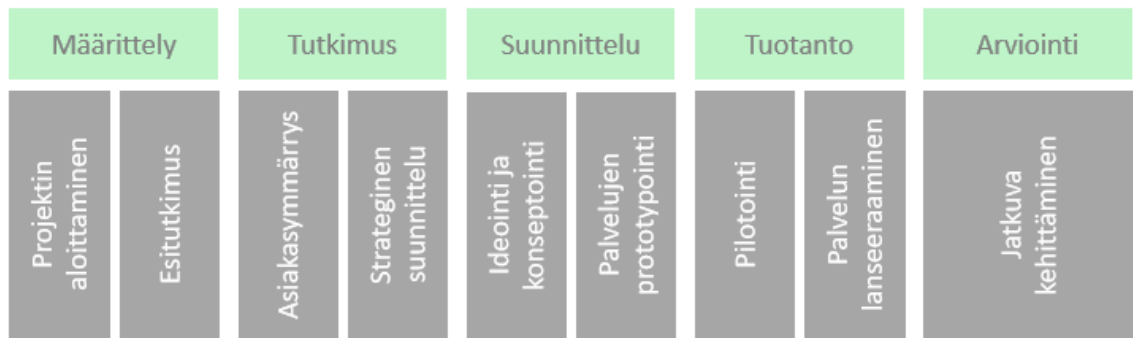 Määrittely
Tutkimus
Suunnittelu
Tuotanto
Arviointi
Projektin
aloittaminen
Esitutkimus
Asiakasymmärrys
Strateginen
suunnittelu
Ideointi ja
konseptointi
Palvelujen
prototypointi
Pilotointi
Palvelun
lanseeraaminen
Jatkuva
kehittäminen